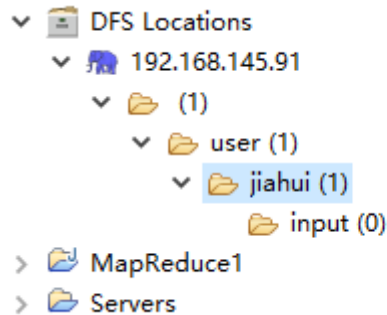 DFS Locations
192.168.145.91
(1)
user (1)
jiahui (1)
input (0)
MapReduce1
Servers